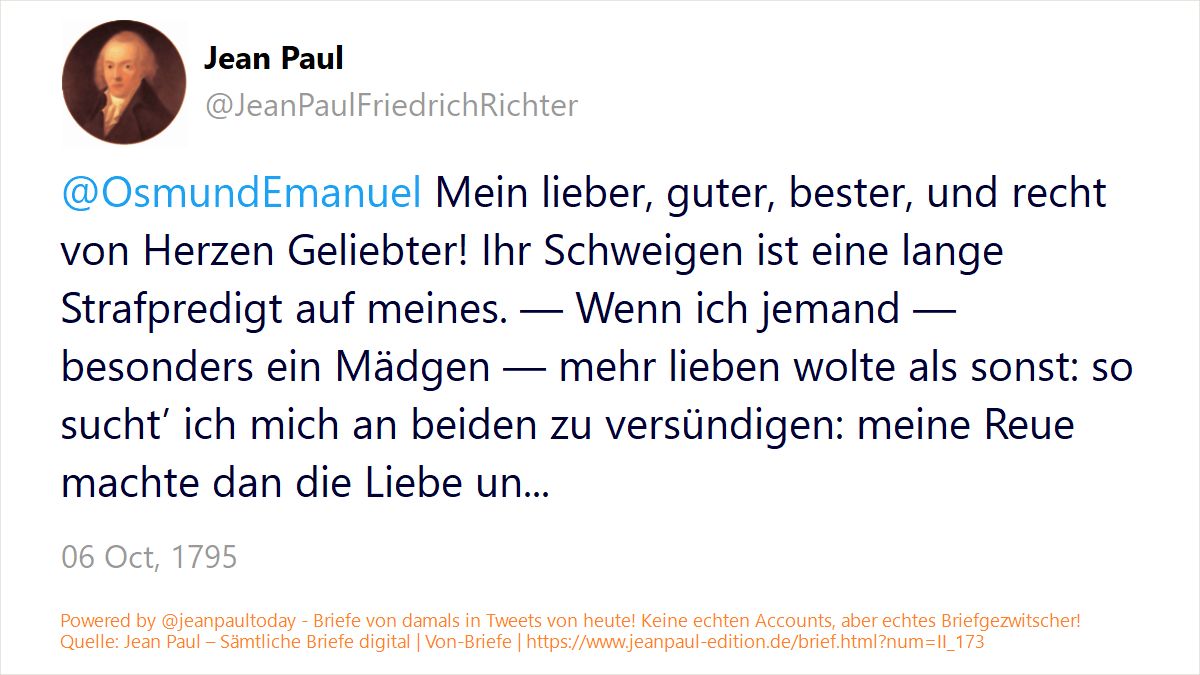 Jean Paul
@JeanPaulFriedrichRichter
@OsmundEmanuel Mein lieber, guter, bester, und recht
von Herzen Geliebter! Ihr Schweigen ist eine lange
Strafpredigt auf meines. — Wenn ich jemand —
besonders ein Mädgen — mehr lieben wolte als sonst: so
sucht’ ich mich an beiden zu versündigen: meine Reue
machte dan die Liebe un...
06 Oct, 1795
Powered by @jeanpaultoday - Briefe von damals in Tweets von heute! Keine echten Accounts, aber echtes Briefgezwitscher!
Quelle: Jean Paul – Sämtliche Briefe digital | Von-Briefe | https://www.jeanpaul-edition.de/brief.html?num=II_173